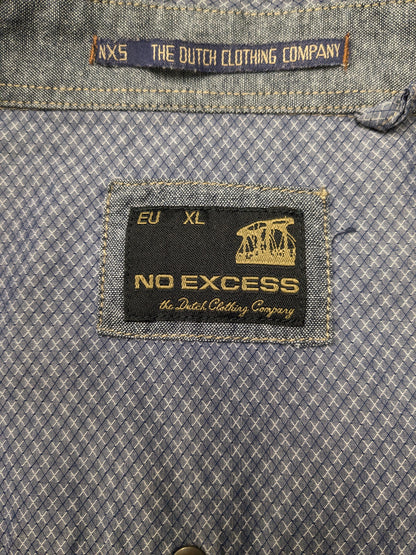 NXS THE DUTCH CLOTHING COMPANY
EU XL
NO EXCESS
the Dutch Clothing Company